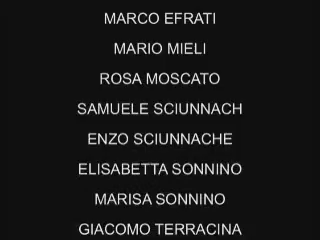 MARCO EFRATI
MARIO MIELI
ROSA MOSCATO
SAMUELE SCIUNNACH
ENZO SCIUNNACHE
ELISABETTA SONNINO
MARISA SONNINO
GIACOMO TERRACINA